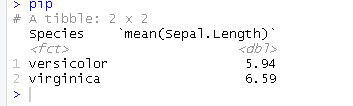 > pip
# A tibble: 2 x 2
Species `mean(Sepal.Length)`
<fct> <dbl>
1 versicolor 5.94
2 virginica 6.59
>